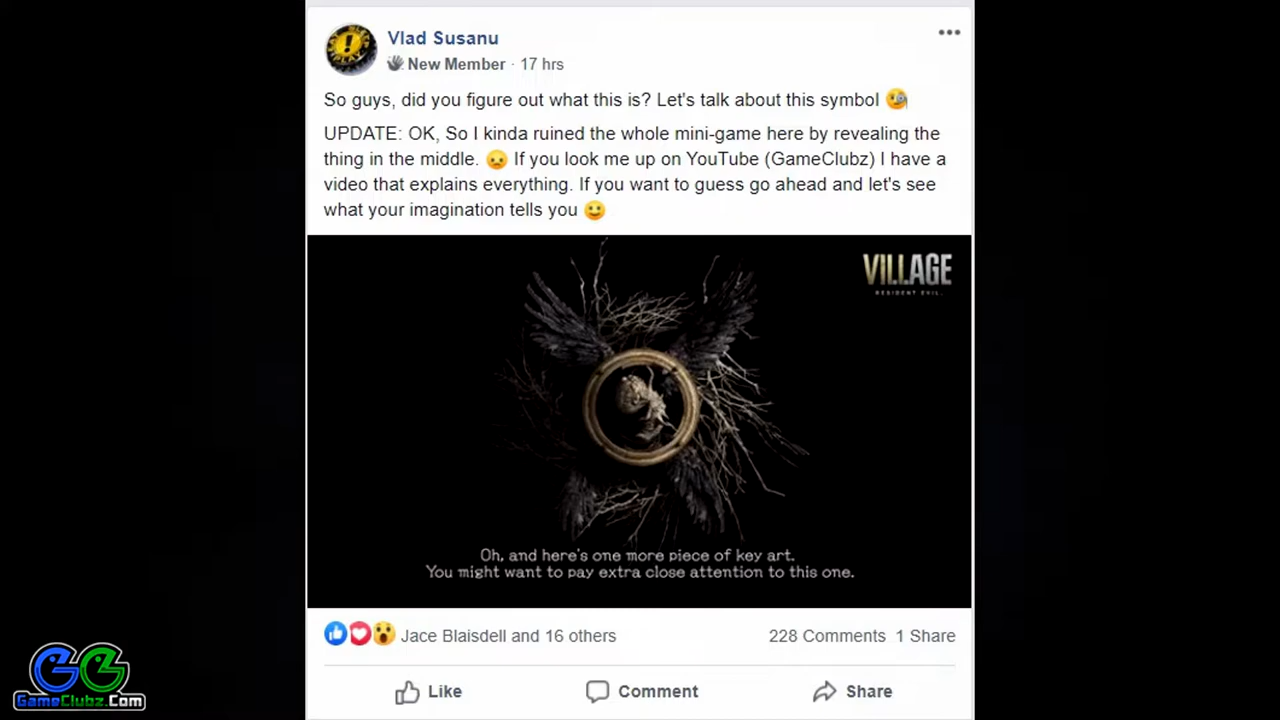 Vlad Susanu
New Member · 17 hrs
So guys, did you figure out what this is? Let's talk about this symbol 🧐
UPDATE: OK, So I kinda ruined the whole mini-game here by revealing the
thing in the middle. 😞 If you look me up on YouTube (GameClubz) I have a
video that explains everything. If you want to guess go ahead and let's see
what your imagination tells you 🙂
VILLAGE
RESIDENT EVIL.
Oh, and here's one more piece of key art.
You might want to pay extra close attention to this one.
Jace Blaisdell and 16 others
228 Comments 1 Share
Like
Comment
Share
GameClubz.Com